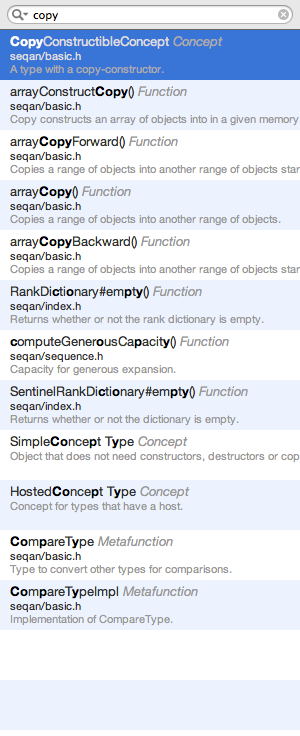 copy
CopyConstructibleConcept Concept
seqan/basic.h
A type with a copy-constructor.
arrayConstructCopy() Function
seqan/basic.h
Copy constructs an array of objects into in a given memory
arrayCopyForward() Function
seqan/basic.h
Copies a range of objects into another range of objects star
arrayCopy() Function
seqan/basic.h
Copies a range of objects into another range of objects.
arrayCopyBackward() Function
seqan/basic.h
Copies a range of objects into another range of objects star
RankDictionary#empty() Function
seqan/index.h
Returns whether or not the rank dictionary is empty.
computeGenerousCapacity() Function
seqan/sequence.h
Capacity for generous expansion.
SentinelRankDictionary#empty() Function
seqan/index.h
Returns whether or not the dictionary is empty.
SimpleConcept Type Concept
Object that does not need constructors, destructors or cop
HostedConcept Type Concept
Concept for types that have a host.
CompareType Metafunction
seqan/basic.h
Type to convert other types for comparisons.
CompareTypeImpl Metafunction
seqan/basic.h
Implementation of CompareType.